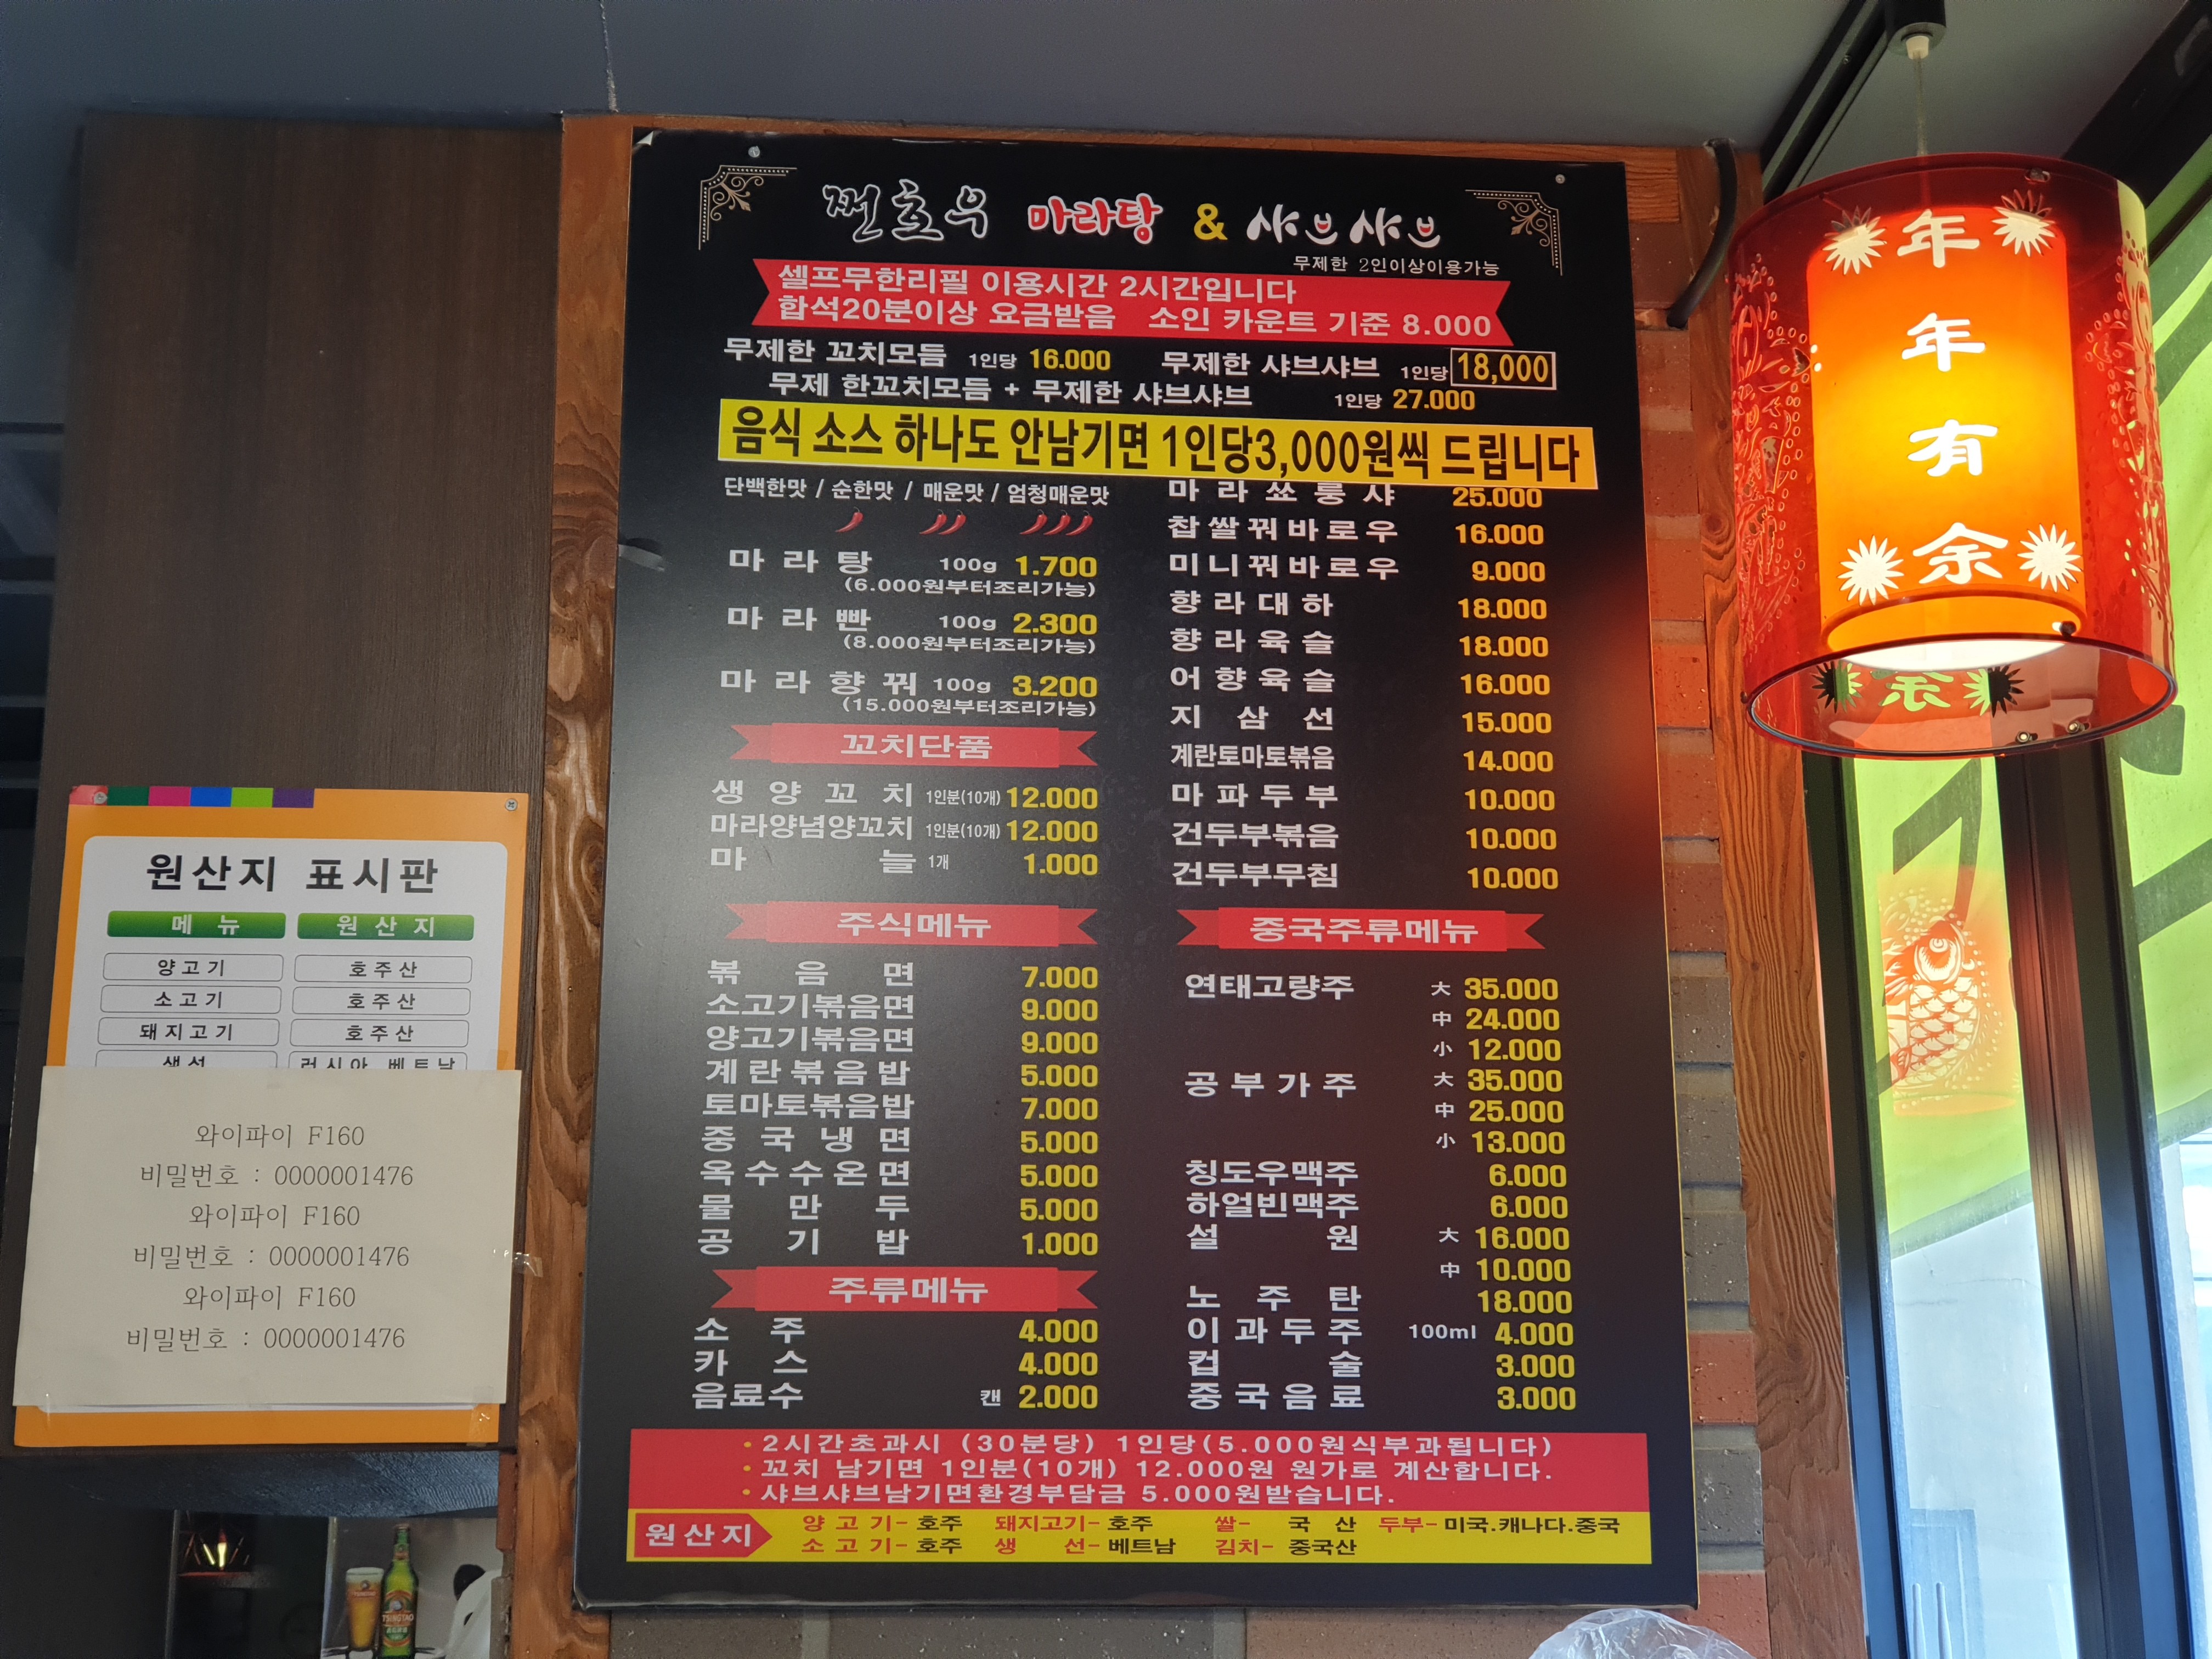 쩐호우 마라탕 & 샤브샤브
무제한 2인이상이용가능
셀프무한리필 이용시간 2시간입니다
합석20분이상 요금받음 소인 카운트 기준 8.000
무제한 꼬치모듬 1인당 16.000 무제한 샤브샤브 1인당 18,000
무제 한꼬치모듬 + 무제한 샤브샤브 1인당 27.000
음식 소스 하나도 안남기면 1인당3,000원씩 드립니다
단백한맛 / 순한맛 / 매운맛 / 엄청매운맛
마라탕 100g 1.700
(6.000원부터조리가능)
마라빤 100g 2.300
(8.000원부터조리가능)
마라향궈 100g 3.200
(15.000원부터조리가능)
꼬치단품
생양꼬치 1인분(10개) 12.000
마라양념양꼬치 1인분(10개) 12.000
마늘 1개 1.000
주식메뉴
볶음면 7.000
소고기볶음면 9.000
양고기볶음면 9.000
계란볶음밥 5.000
토마토볶음밥 7.000
중국냉면 5.000
옥수수온면 5.000
물만두 5.000
공기밥 1.000
주류메뉴
소주 4.000
카스 4.000
음료수 캔 2.000
마라쑈룽샤 25.000
찹쌀꿔바로우 16.000
미니꿔바로우 9.000
향라대하 18.000
향라육슬 18.000
어향육슬 16.000
지삼선 15.000
계란토마토볶음 14.000
마파두부 10.000
건두부볶음 10.000
건두부무침 10.000
중국주류메뉴
연태고량주 大 35.000
中 24.000
小 12.000
공부가주 大 35.000
中 25.000
小 13.000
칭도우맥주 6.000
하얼빈맥주 6.000
설원 大 16.000
中 10.000
노주탄 18.000
이과두주 100ml 4.000
컵술 3.000
중국음료 3.000
• 2시간초과시 (30분당) 1인당(5.000원식부과됩니다)
• 꼬치 남기면 1인분(10개) 12.000원 원가로 계산합니다.
• 샤브샤브남기면환경부담금 5.000원받습니다.
원산지
양고기- 호주 돼지고기- 호주 쌀- 국산 두부- 미국.캐나다.중국
소고기- 호주 생선- 베트남 김치- 중국산
원산지 표시판
메뉴 원산지
양고기 호주산
소고기 호주산
돼지고기 호주산
생선 러시아, 베트남
와이파이 F160
비밀번호 : 0000001476
와이파이 F160
비밀번호 : 0000001476
와이파이 F160
비밀번호 : 0000001476
年
年
有
余
余
TSINGTAO